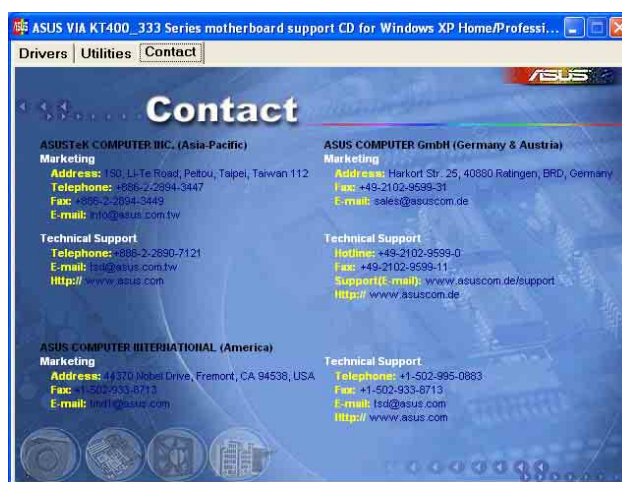 ASUS VIA KT400_333 Series motherboard support CD for Windows XP Home/Professi...
Drivers Utilities Contact
ASUS
Contact
ASUSTeK COMPUTER INC. (Asia-Pacific)
Marketing
Address: 150, Li-Te Road, Peitou, Taipei, Taiwan 112
Telephone: +886-2-2894-3447
Fax: +886-2-2894-3449
E-mail: info@asus.com.tw
Technical Support
Telephone: +886-2-2890-7121
E-mail: tsd@asus.com.tw
Http:// www.asus.com
ASUS COMPUTER GmbH (Germany & Austria)
Marketing
Address: Harkort Str. 25, 40880 Ratingen, BRD, Germany
Fax: +49-2102-9599-31
E-mail: sales@asuscom.de
Technical Support
Hotline: +49-2102-9599-0
Fax: +49-2102-9599-11
Support(E-mail): www.asuscom.de/support
Http:// www.asuscom.de
ASUS COMPUTER INTERNATIONAL (America)
Marketing
Address: 44370 Nobel Drive, Fremont, CA 94538, USA
Fax: +1-502-933-8713
E-mail: tmd1@asus.com
Technical Support
Telephone: +1-502-995-0883
Fax: +1-502-933-8713
E-mail: tsd@asus.com
Http:// www.asus.com